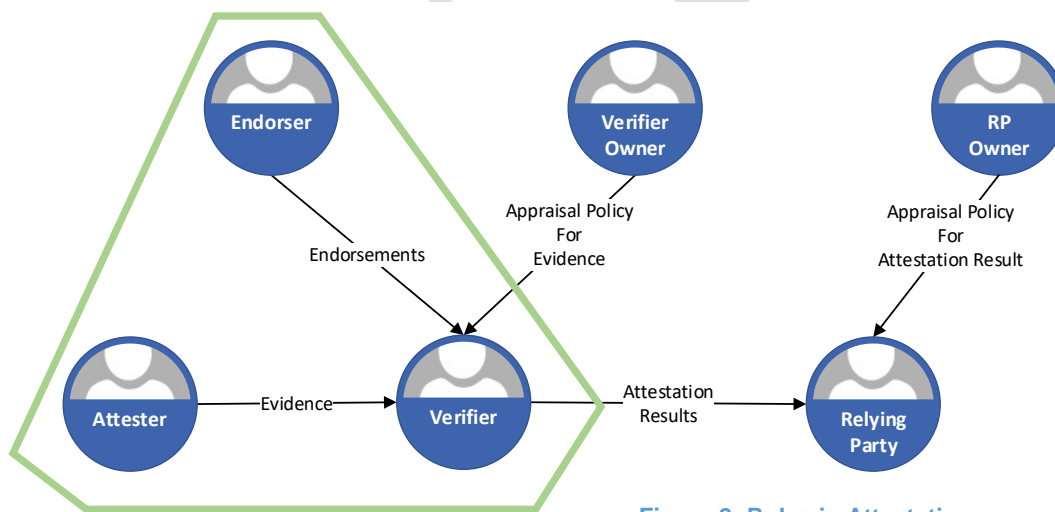 Endorser
Verifier
Owner
RP
Owner
Appraisal Policy
For
Evidence
Appraisal Policy
For
Attestation Result
Endorsements
Attester
Evidence
Verifier
Attestation
Results
Relying
Party